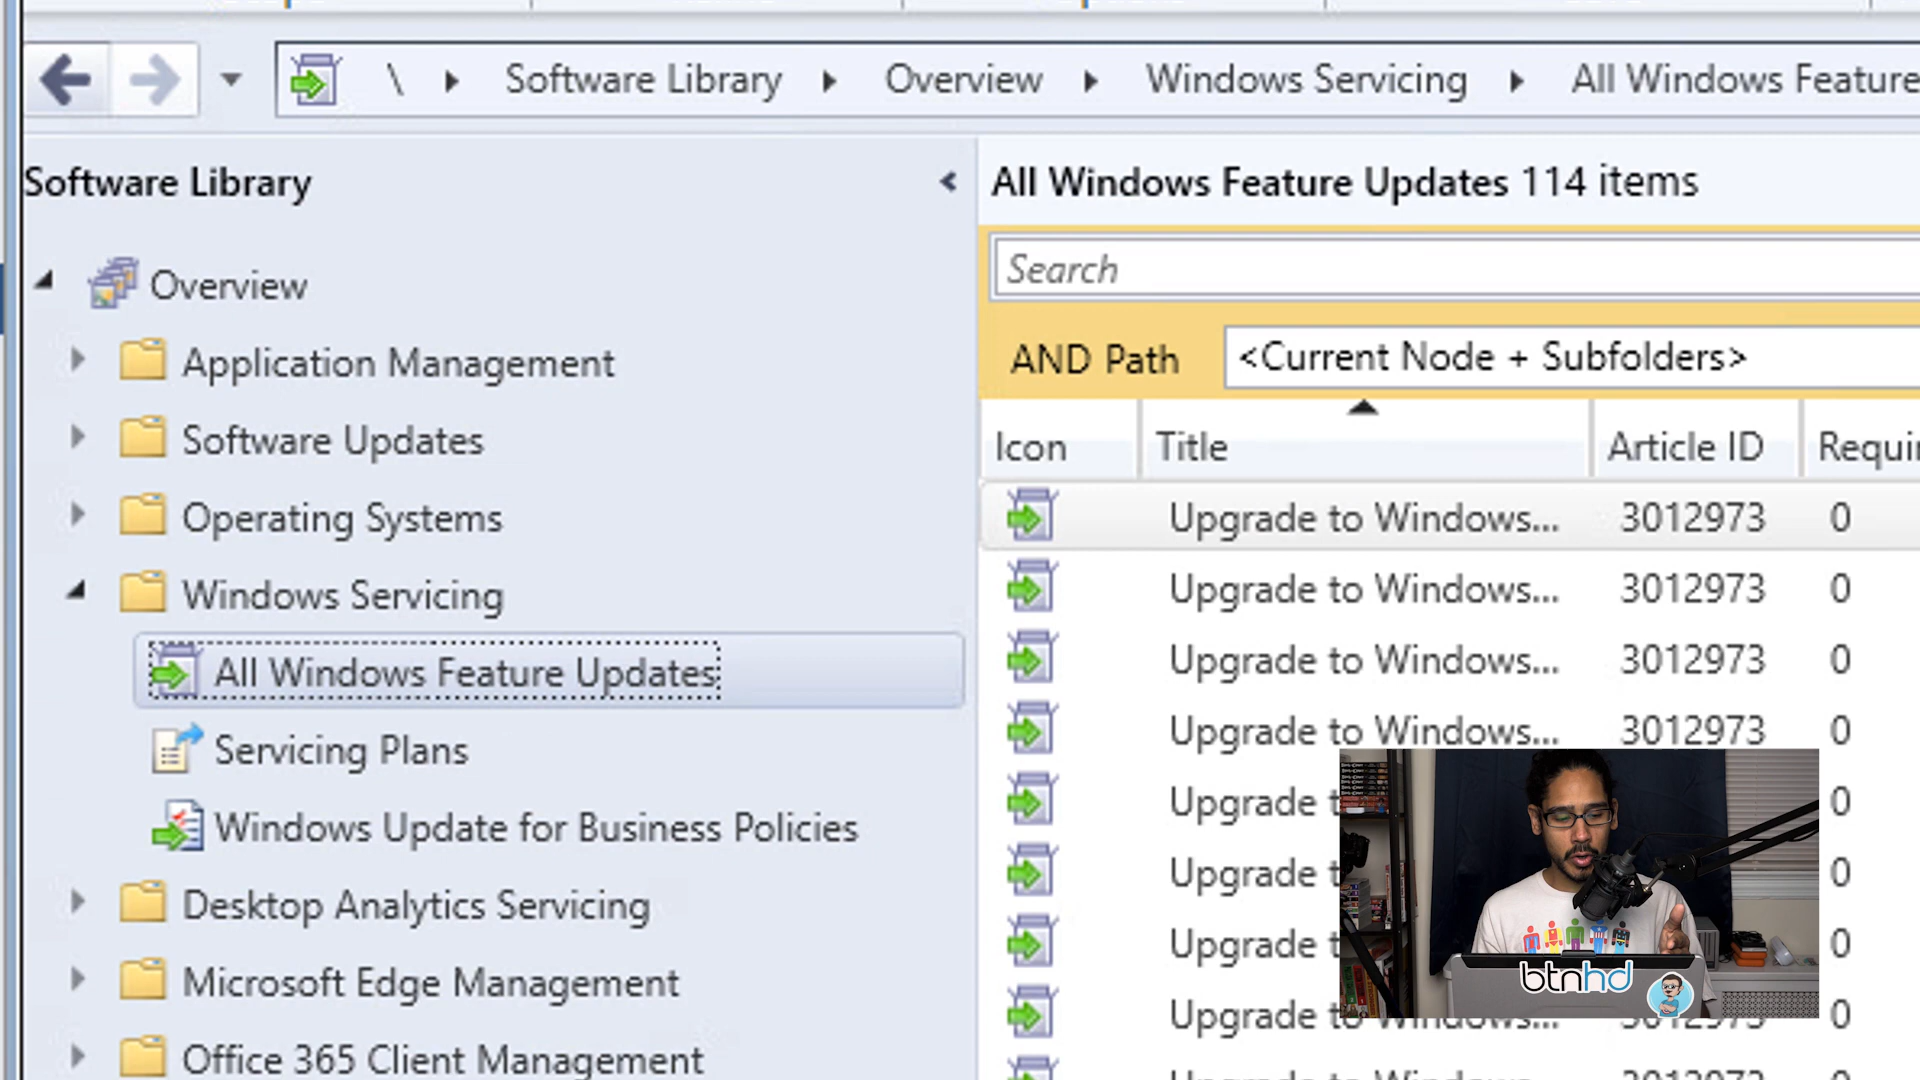 \ Software Library Overview Windows Servicing All Windows Feature
Software Library
Overview
Application Management
Software Updates
Operating Systems
Windows Servicing
All Windows Feature Updates
Servicing Plans
Windows Update for Business Policies
Desktop Analytics Servicing
Microsoft Edge Management
Office 365 Client Management
All Windows Feature Updates 114 items
Search
AND Path <Current Node + Subfolders>
Icon Title Article ID Requir
Upgrade to Windows... 3012973 0
Upgrade to Windows... 3012973 0
Upgrade to Windows... 3012973 0
Upgrade to Windows... 3012973 0
Upgrade t 0
Upgrade t 0
Upgrade t 0
Upgrade to Windows... 3012973 0
btnhd